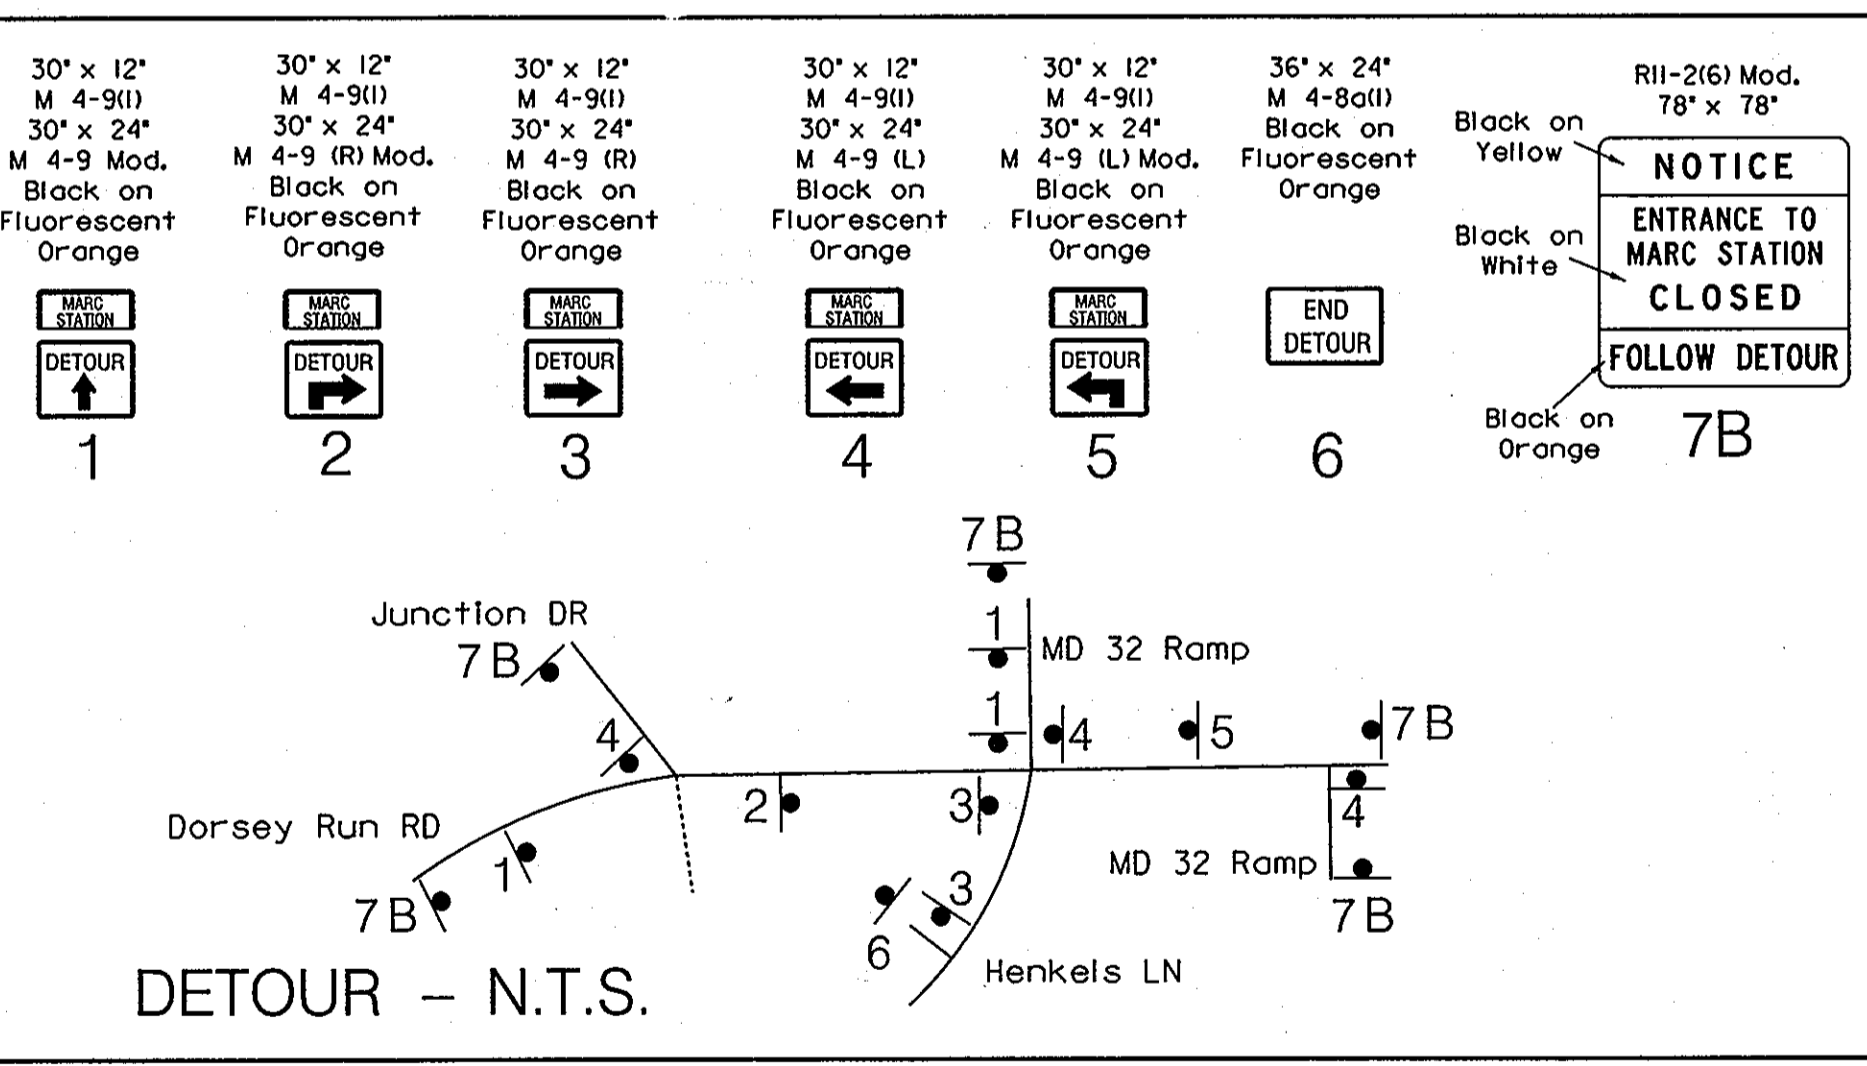 30" x 12"
M 4-9(1)
30" x 24"
M 4-9 Mod.
Black on
Fluorescent
Orange
MARC
STATION
DETOUR
1
30" x 12"
M 4-9(1)
30" x 24"
M 4-9 (R) Mod.
Black on
Fluorescent
Orange
MARC
STATION
DETOUR
2
30" x 12"
M 4-9(1)
30" x 24"
M 4-9 (R)
Black on
Fluorescent
Orange
MARC
STATION
DETOUR
3
30" x 12"
M 4-9(1)
30" x 24"
M 4-9 (L)
Black on
Fluorescent
Orange
MARC
STATION
DETOUR
4
30" x 12"
M 4-9(1)
30" x 24"
M 4-9 (L) Mod.
Black on
Fluorescent
Orange
MARC
STATION
DETOUR
5
36" x 24"
M 4-8a(1)
Black on
Fluorescent
Orange
END
DETOUR
6
R11-2(6) Mod.
78" x 78"
Black on
Yellow
NOTICE
Black on
White
ENTRANCE TO
MARC STATION
CLOSED
FOLLOW DETOUR
Black on
Orange
7B
7B
Junction DR
1
MD 32 Ramp
7B
1
4
4
5
7B
2
3
4
Dorsey Run RD
1
MD 32 Ramp
3
7B
7B
6
Henkels LN
DETOUR - N.T.S.